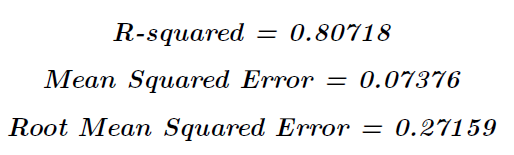 R-squared = 0.80718
Mean Squared Error = 0.07376
Root Mean Squared Error = 0.27159